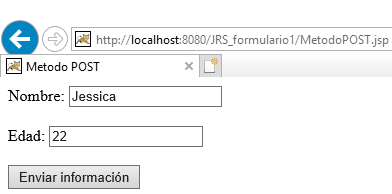 http://localhost:8080/JRS_formulario1/MetodoPOST.jsp
Metodo POST
Nombre: Jessica
Edad: 22
Enviar información